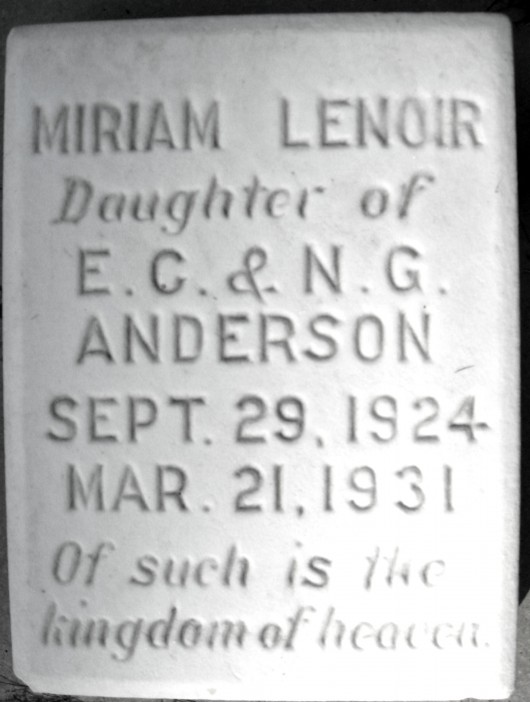 MIRIAM LENOIR
Daughter of
E. C. & N. G.
ANDERSON
SEPT. 29, 1924
MAR. 21, 1931
Of such is the
kingdom of heaven.